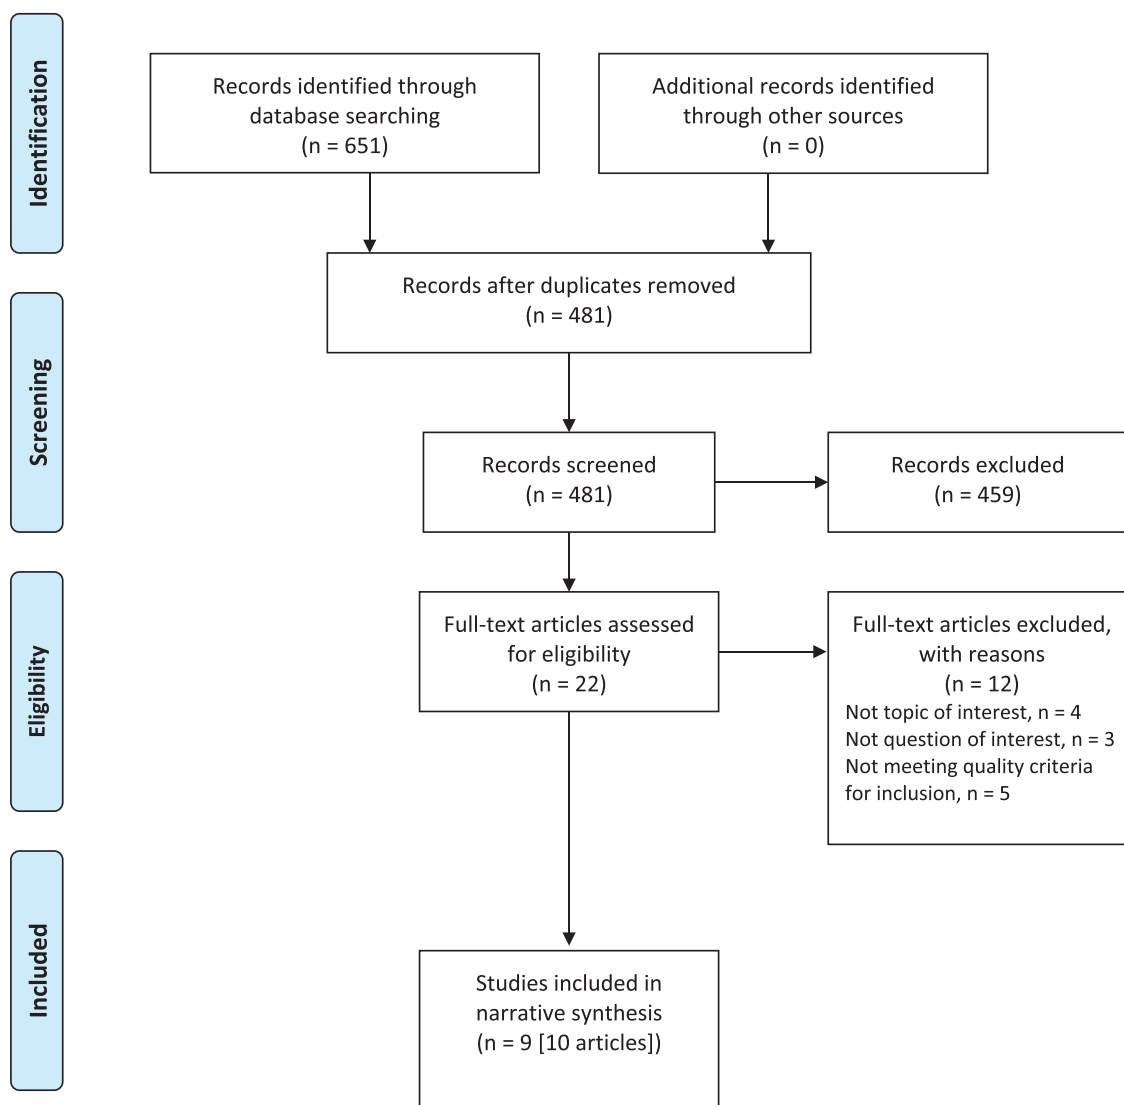 Identification
Records identified through
database searching
(n = 651)
Additional records identified
through other sources
(n = 0)
Records after duplicates removed
(n = 481)
Screening
Records screened
(n = 481)
Records excluded
(n = 459)
Eligibility
Full-text articles assessed
for eligibility
(n = 22)
Full-text articles excluded,
with reasons
(n = 12)
Not topic of interest, n = 4
Not question of interest, n = 3
Not meeting quality criteria
for inclusion, n = 5
Included
Studies included in
narrative synthesis
(n = 9 [10 articles])